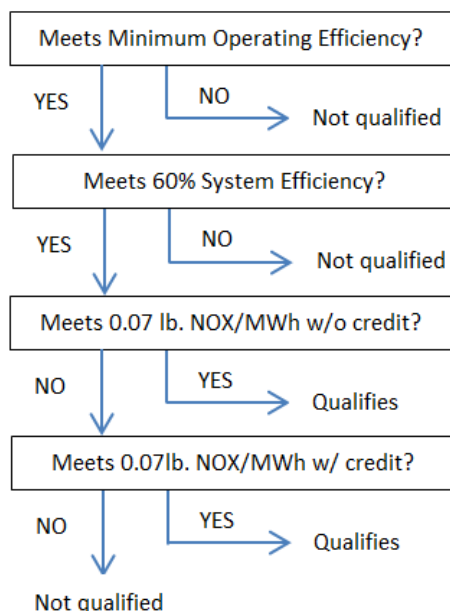 Meets Minimum Operating Efficiency?
YES
NO
Not qualified
Meets 60% System Efficiency?
YES
NO
Not qualified
Meets 0.07 lb. NOX/MWh w/o credit?
NO
YES
Qualifies
Meets 0.07lb. NOX/MWh w/ credit?
NO
YES
Qualifies
Not qualified